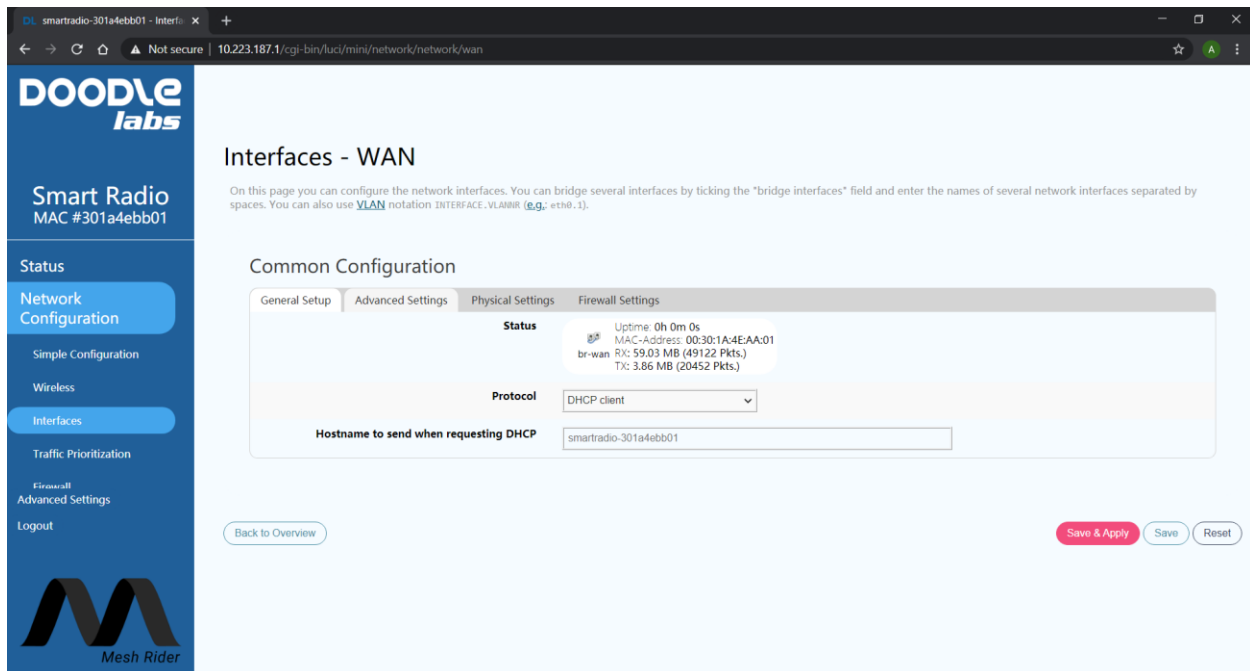 DL smartradio-301a4ebb01 - Interfa
Not secure | 10.223.187.1/cgi-bin/luci/mini/network/network/wan
A
DOODLE
labs
Smart Radio
MAC #301a4ebb01
Status
Network
Configuration
Simple Configuration
Wireless
Interfaces
Traffic Prioritization
Firewall
Advanced Settings
Logout
Mesh Rider
Interfaces - WAN
On this page you can configure the network interfaces. You can bridge several interfaces by ticking the "bridge interfaces" field and enter the names of several network interfaces separated by
spaces. You can also use VLAN notation INTERFACE.VLANNR (e.g.: eth0.1).
Common Configuration
General Setup Advanced Settings Physical Settings Firewall Settings
Status
Uptime: 0h 0m 0s
MAC-Address: 00:30:1A:4E:AA:01
br-wan RX: 59.03 MB (49122 Pkts.)
TX: 3.86 MB (20452 Pkts.)
Protocol DHCP client
Hostname to send when requesting DHCP smartradio-301a4ebb01
Back to Overview Save & Apply Save Reset